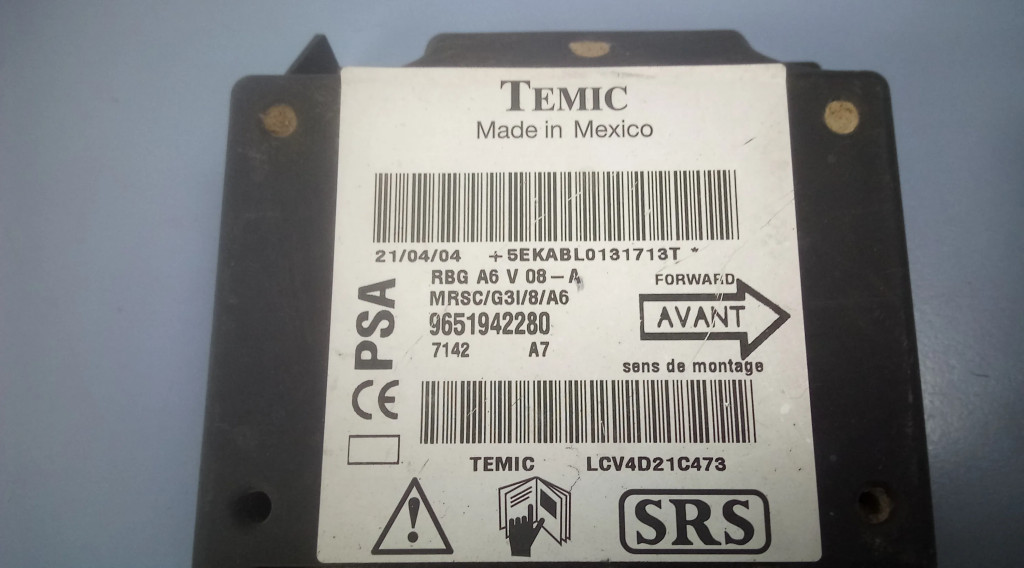 TEMIC
Made in Mexico
21/04/04 +5EKABL0131713T *
RBG A6 V 08-A
MRSC/G3I/8/A6
9651942280
7142 A7
PSA
CE
FORWARD
AVANT
sens de montage
TEMIC LCV4D21C473
SRS